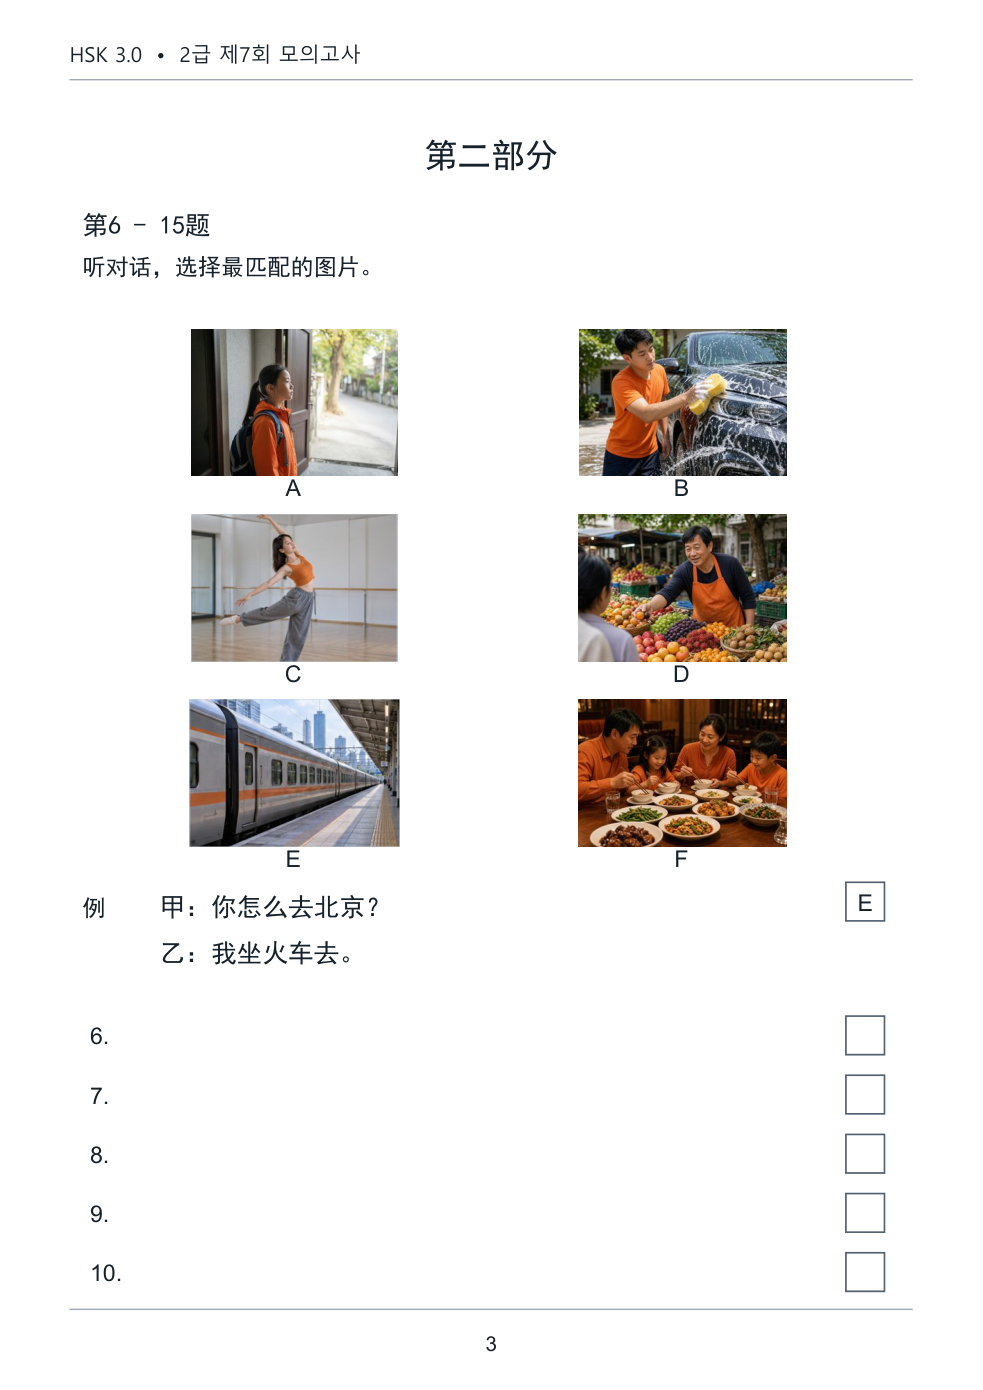 HSK 3.0 • 2급 제7회 모의고사
第二部分
第6 - 15题
听对话，选择最匹配的图片。
A
B
C
D
E
F
例 甲：你怎么去北京？ E
乙：我坐火车去。
6.
7.
8.
9.
10.
3